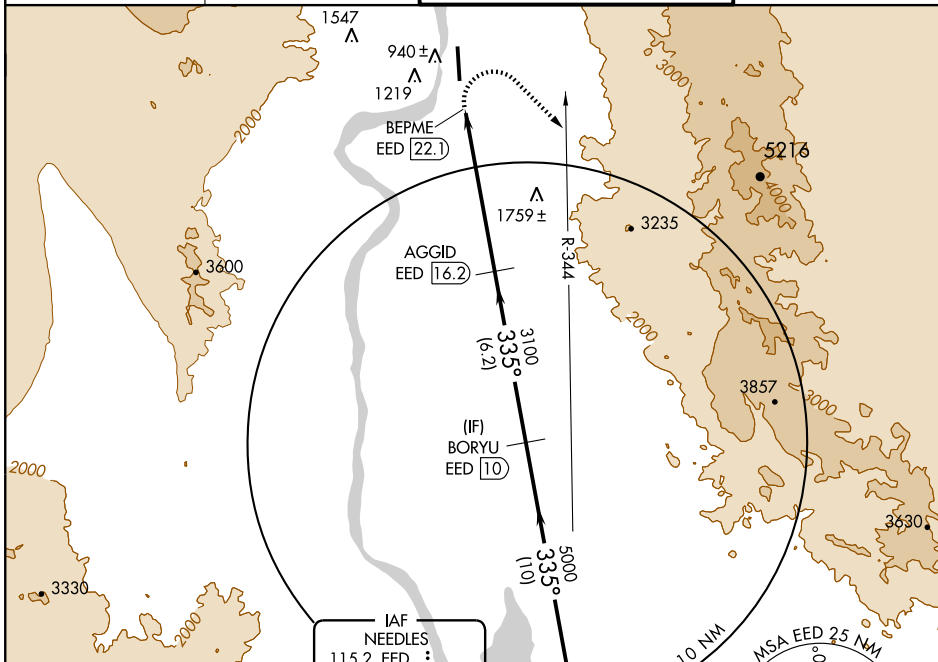 1547
940 ±
1219
2000
3000
BEPME
EED 22.1
5216
4000
1759 ±
3235
R-344
AGGID
EED 16.2
3600
2000
3100
335°
(6.2)
3857
3000
(IF)
BORYU
EED 10
2000
3630
5000
335°
(10)
3330
2000
IAF
NEEDLES
115.2 EED
10 NM
MSA EED 25 NM